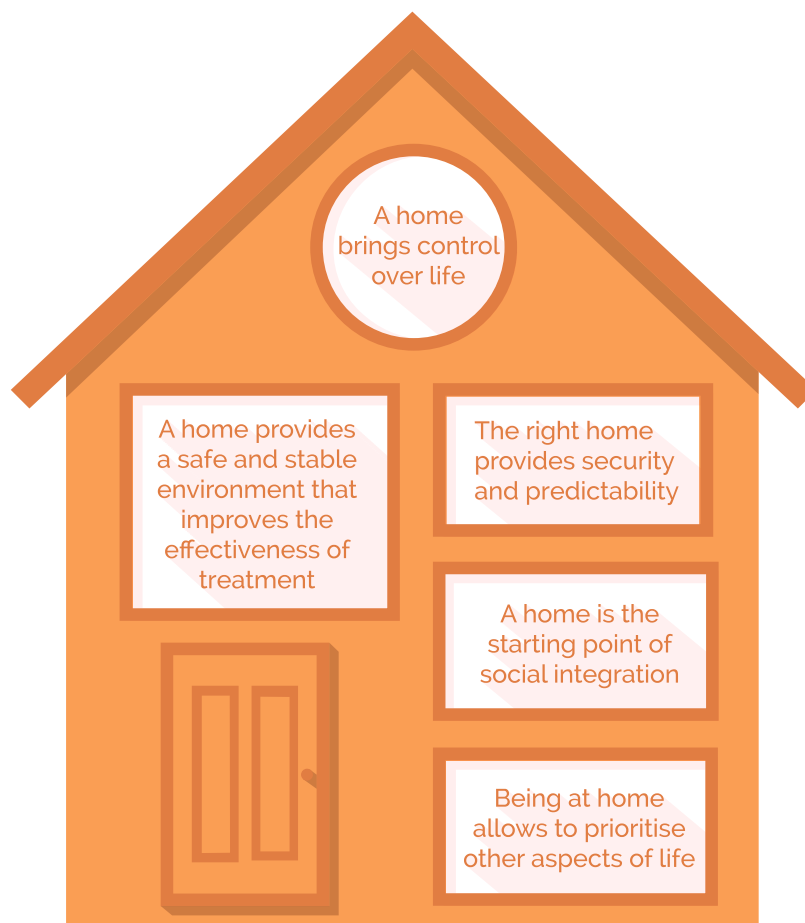 A home
brings control
over life
A home provides
a safe and stable
environment that
improves the
effectiveness of
treatment
The right home
provides security
and predictability
A home is the
starting point of
social integration
Being at home
allows to prioritise
other aspects of life